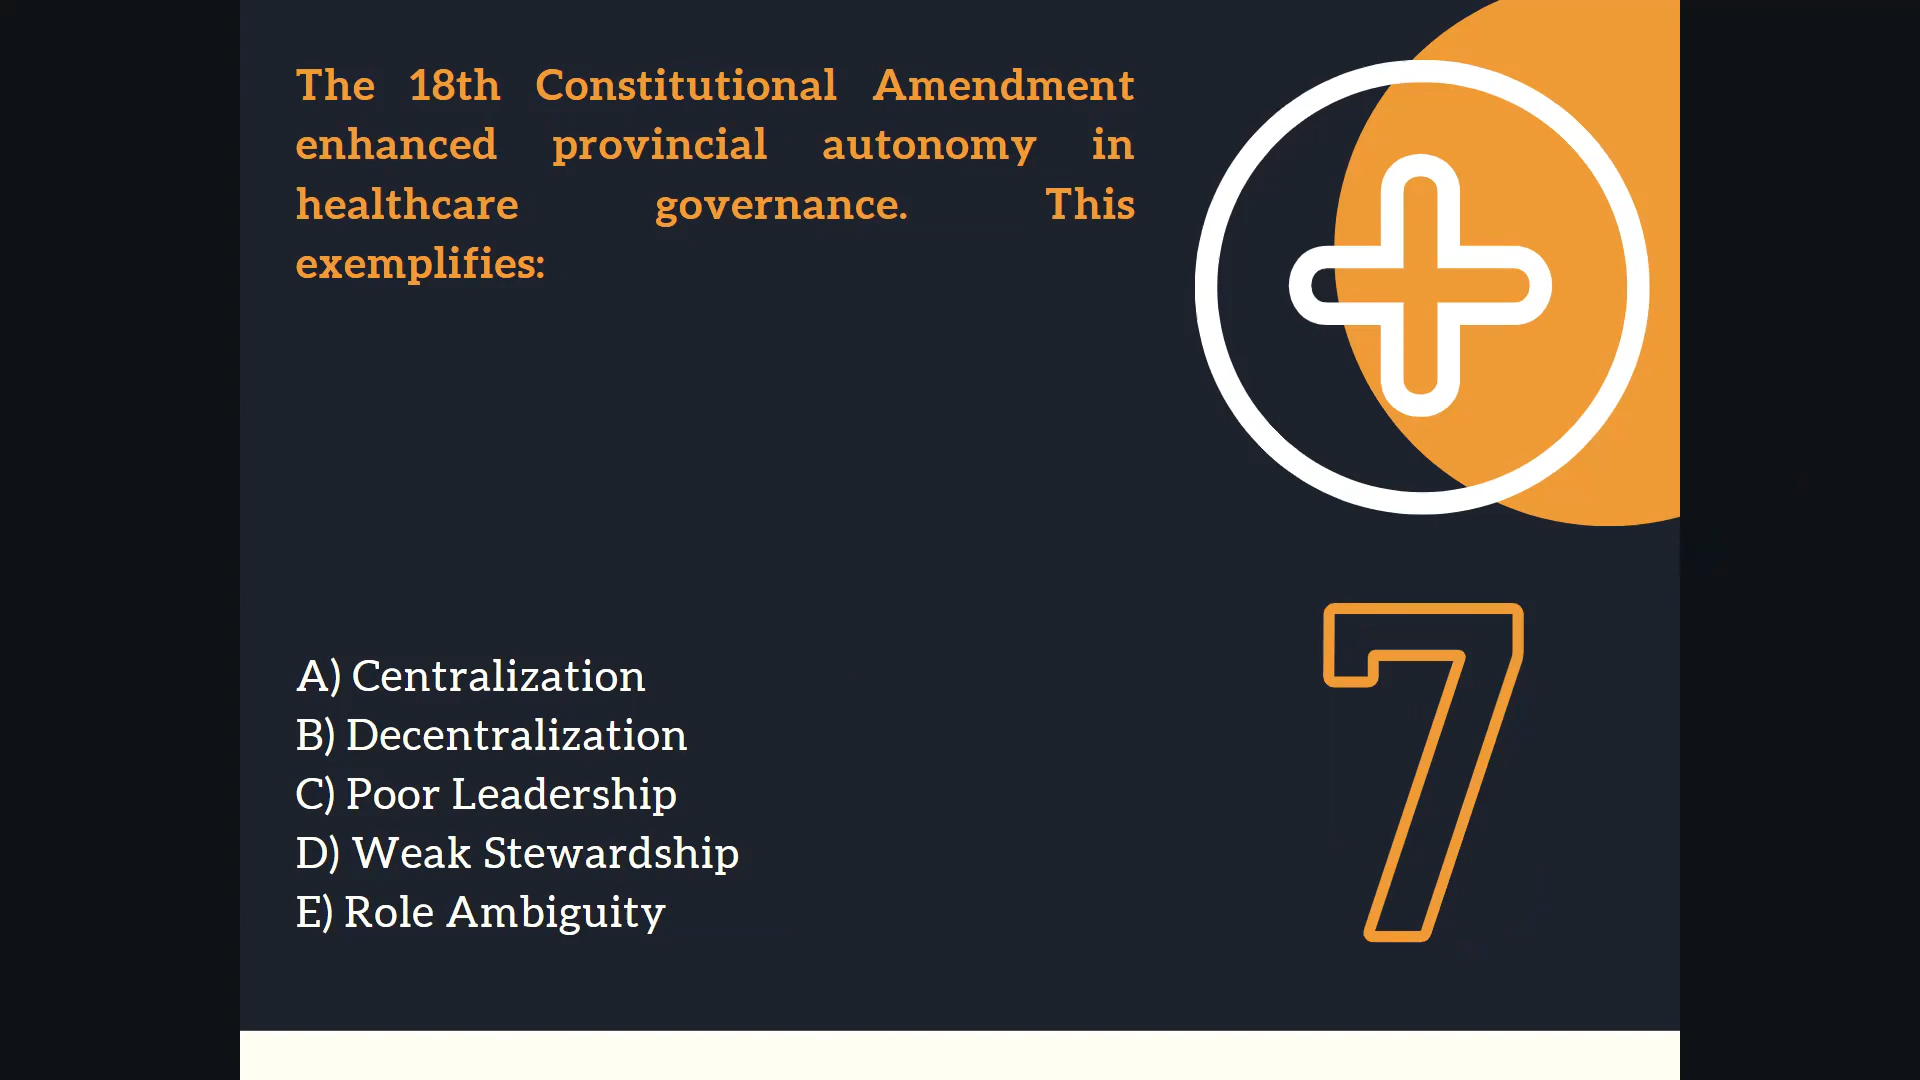 The 18th Constitutional Amendment
enhanced provincial autonomy in
healthcare governance. This
exemplifies:
A) Centralization
B) Decentralization
C) Poor Leadership
D) Weak Stewardship
E) Role Ambiguity
7